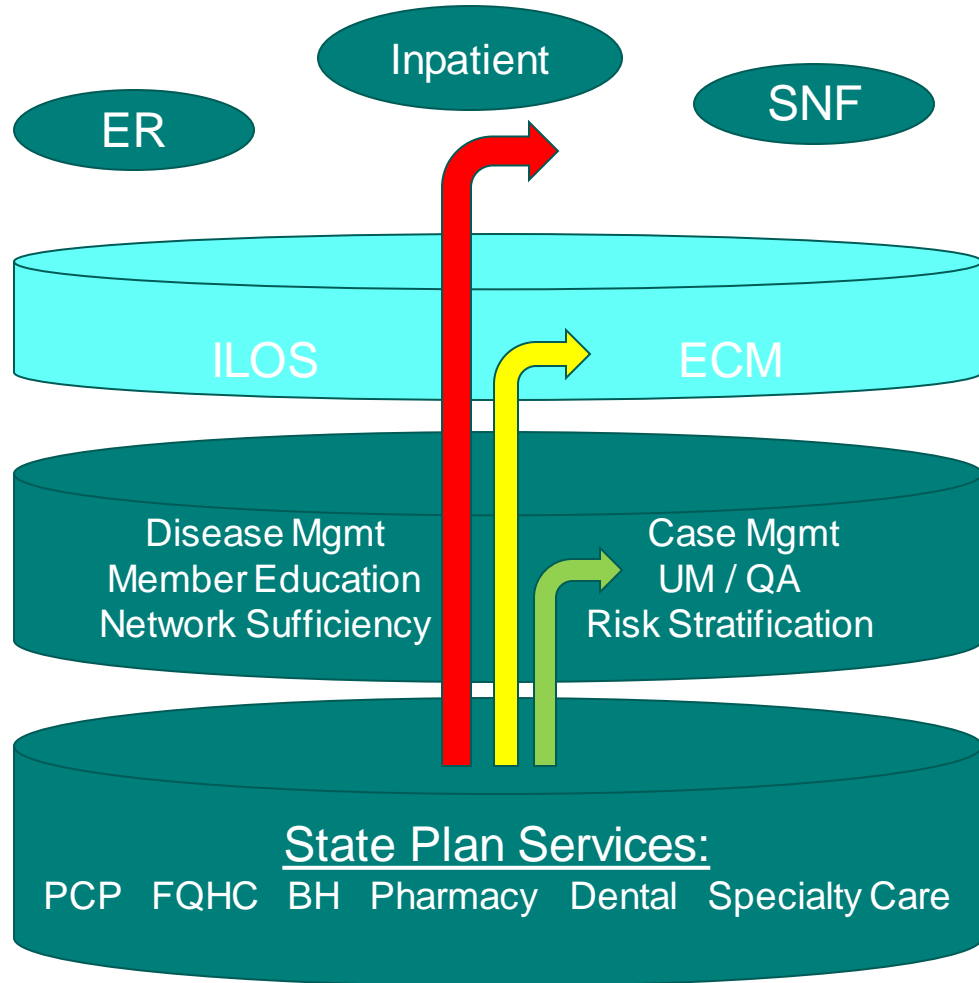 Inpatient
ER
SNF
ILOS
ECM
Disease Mgmt
Member Education
Network Sufficiency
Case Mgmt
UM / QA
Risk Stratification
State Plan Services:
PCP FQHC BH Pharmacy Dental Specialty Care